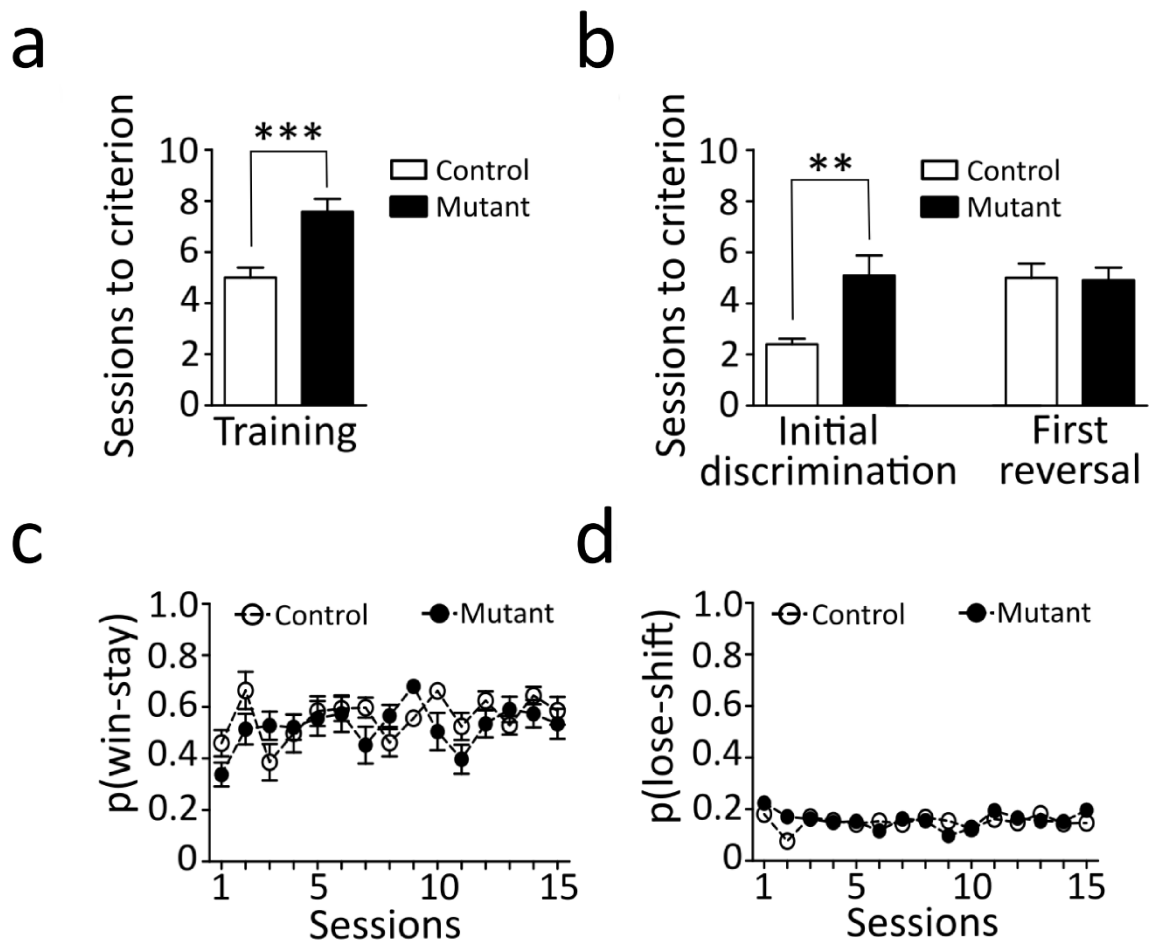 a
Sessions to criterion
10
8
6
4
2
0
***
Control
Mutant
Training
b
Sessions to criterion
10
8
6
4
2
0
**
Control
Mutant
Initial
discrimination
First
reversal
c
p(win-stay)
1.0
0.8
0.6
0.4
0.2
0
Control
Mutant
1
5
10
15
Sessions
d
p(lose-shift)
1.0
0.8
0.6
0.4
0.2
0
Control
Mutant
1
5
10
15
Sessions